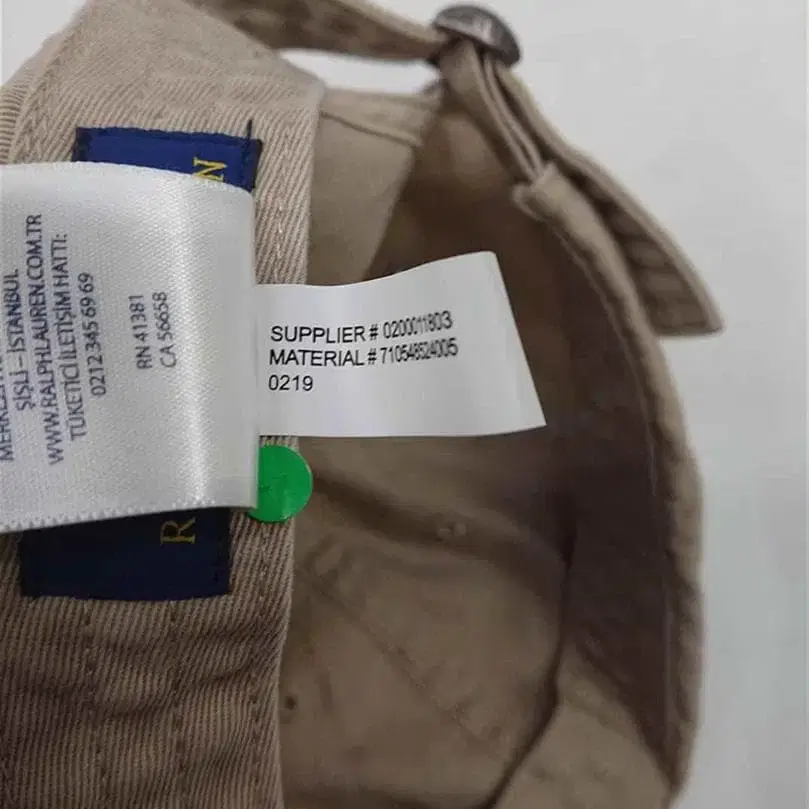 ŞİŞLİ - İSTANBUL
WWW.RALPHLAUREN.COM.TR
TÜKETİCİ İLETİŞİM HATTI:
0212 345 69 69
RN 41381
CA 56658
SUPPLIER # 0200011803
MATERIAL # 710548524005
0219
R
N